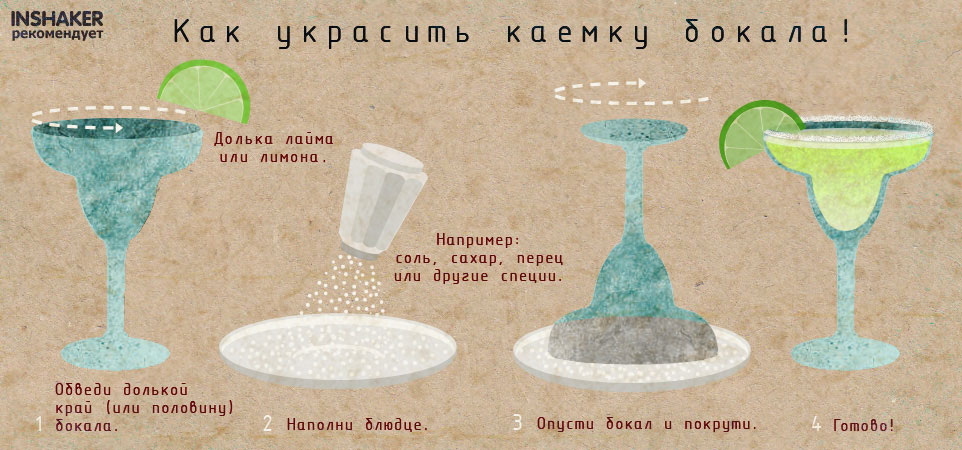 INSHAKER
рекомендует
Как украсить каемку бокала!
Долька лайма
или лимона.
Например:
соль, сахар, перец
или другие специи.
1
Обведи долькой
край (или половину)
бокала.
2 Наполни блюдце.
3 Опусти бокал и покрути.
4 Готово!